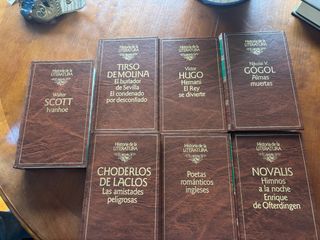 Historia de la
LITERATURA
Walter
SCOTT
Ivanhoe
Historia de la
LITERATURA
TIRSO
DE MOLINA
El burlador
de Sevilla
El condenado
por desconfiado
Historia de la
LITERATURA
Victor
HUGO
Hernani
El Rey
se divierte
Historia de la
LITERATURA
Nikolai V.
GOGOL
Almas
muertas
Historia de la
LITERATURA
CHODERLOS
DE LACLOS
Las amistades
peligrosas
Historia de la
LITERATURA
Poetas
románticos
ingleses
Historia de la
LITERATURA
NOVALIS
Himnos
a la noche
Enrique
de Ofterdingen